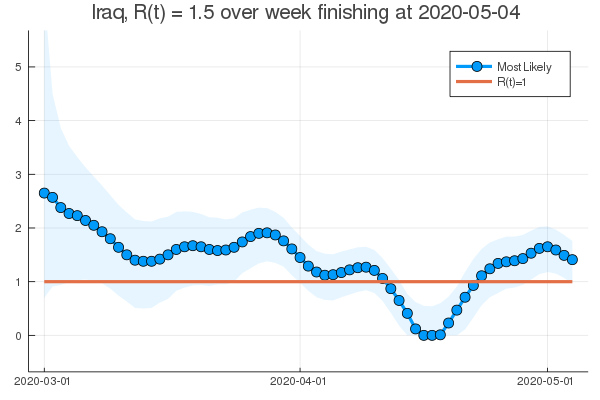 Iraq, R(t) = 1.5 over week finishing at 2020-05-04
Most Likely
R(t)=1
5
4
3
2
1
0
2020-03-01 2020-04-01 2020-05-01